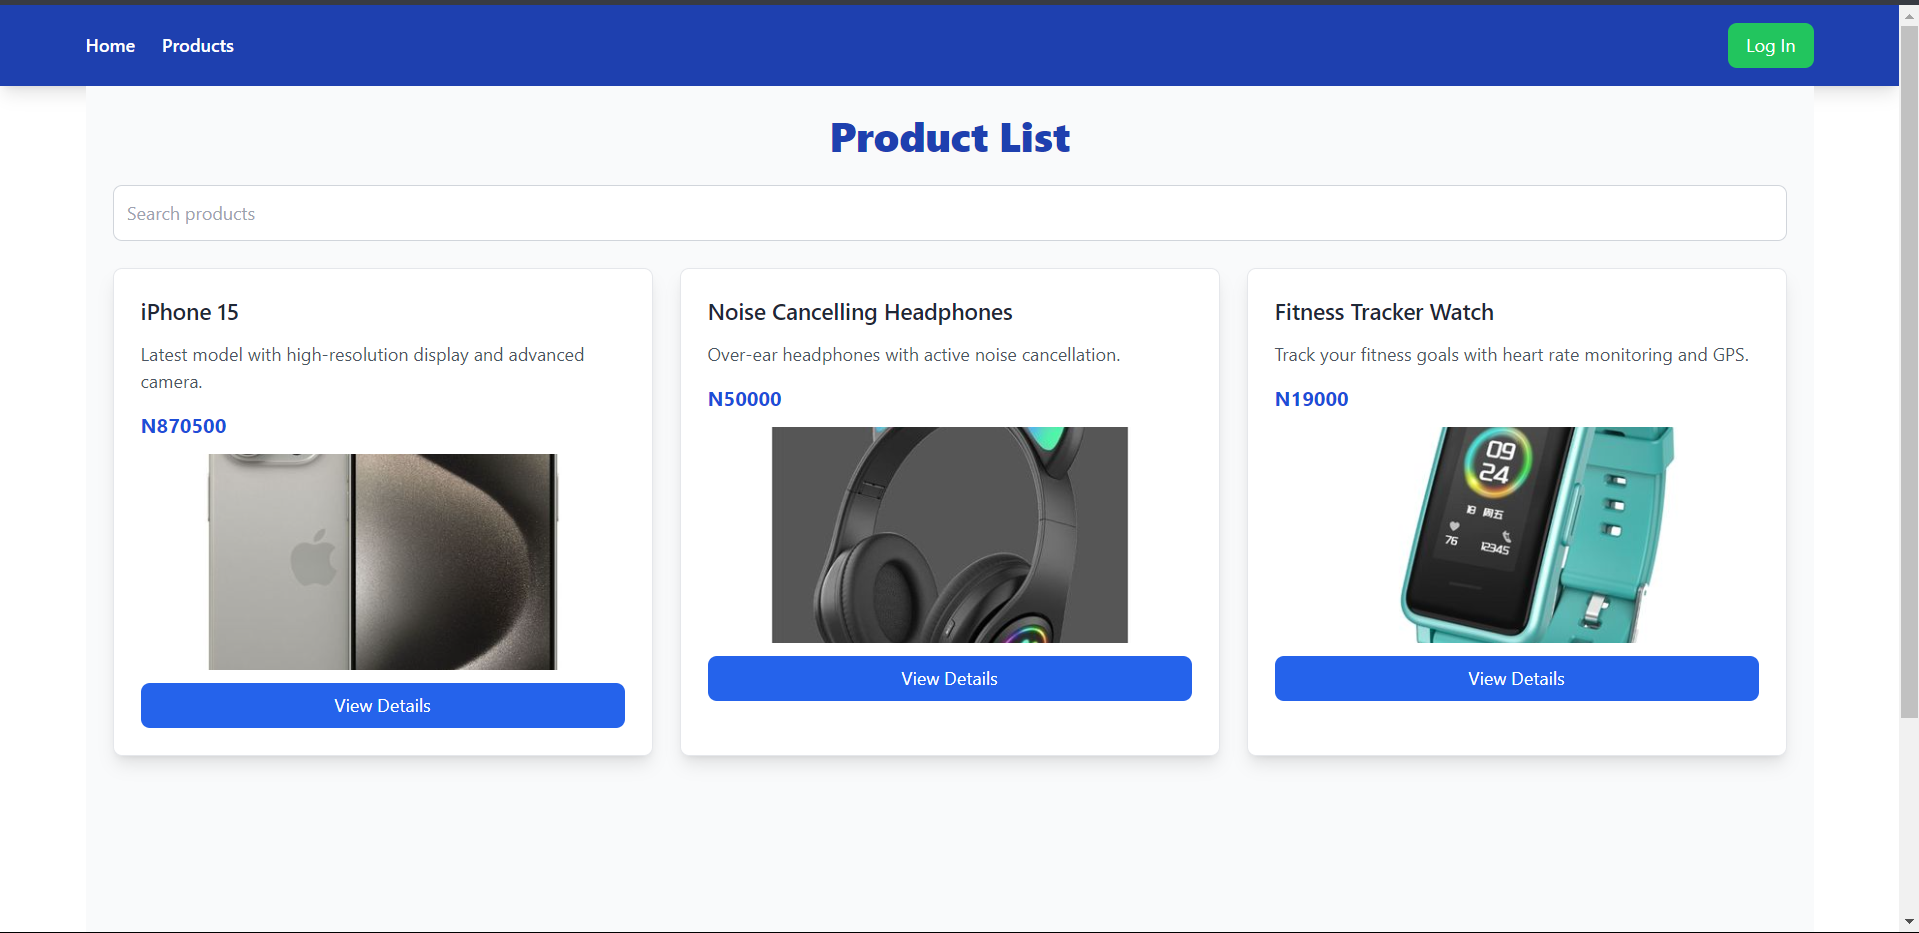 Home
Products
Log In
Product List
Search products
iPhone 15
Latest model with high-resolution display and advanced
camera.
N870500
View Details
Noise Cancelling Headphones
Over-ear headphones with active noise cancellation.
N50000
View Details
Fitness Tracker Watch
Track your fitness goals with heart rate monitoring and GPS.
N19000
09
24
18 周五
76
12345
View Details